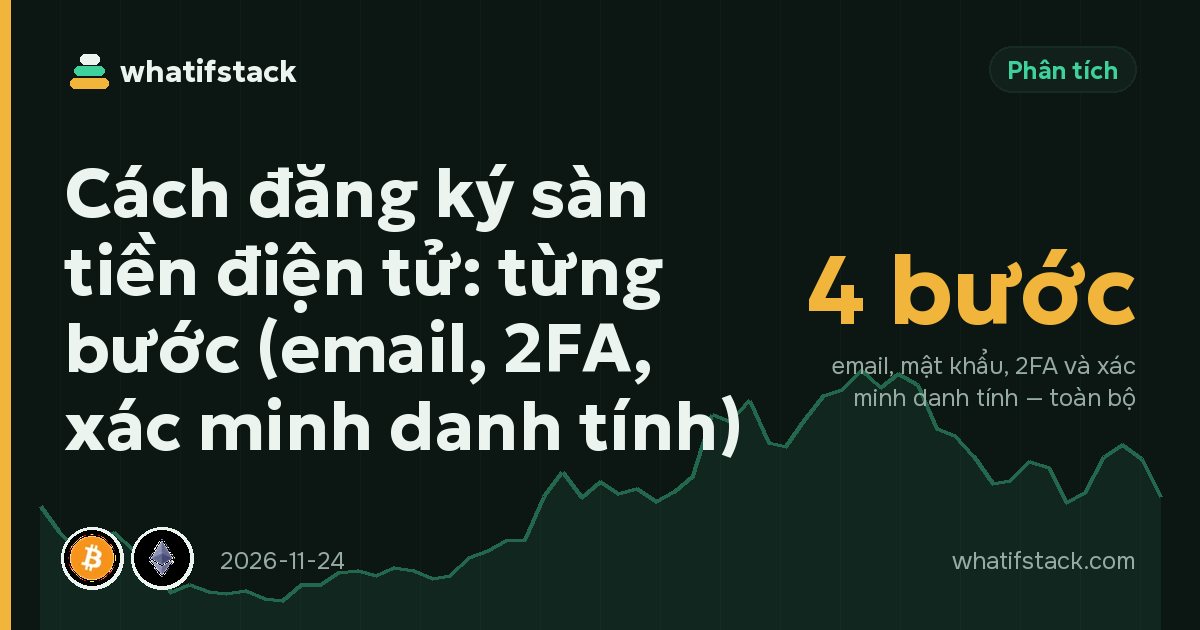 whatifstack
Phân tích
Cách đăng ký sàn
tiền điện tử: từng
bước (email, 2FA,
xác minh danh tính)
4 bước
email, mật khẩu, 2FA và xác
minh danh tính — toàn bộ
2026-11-24
whatifstack.com